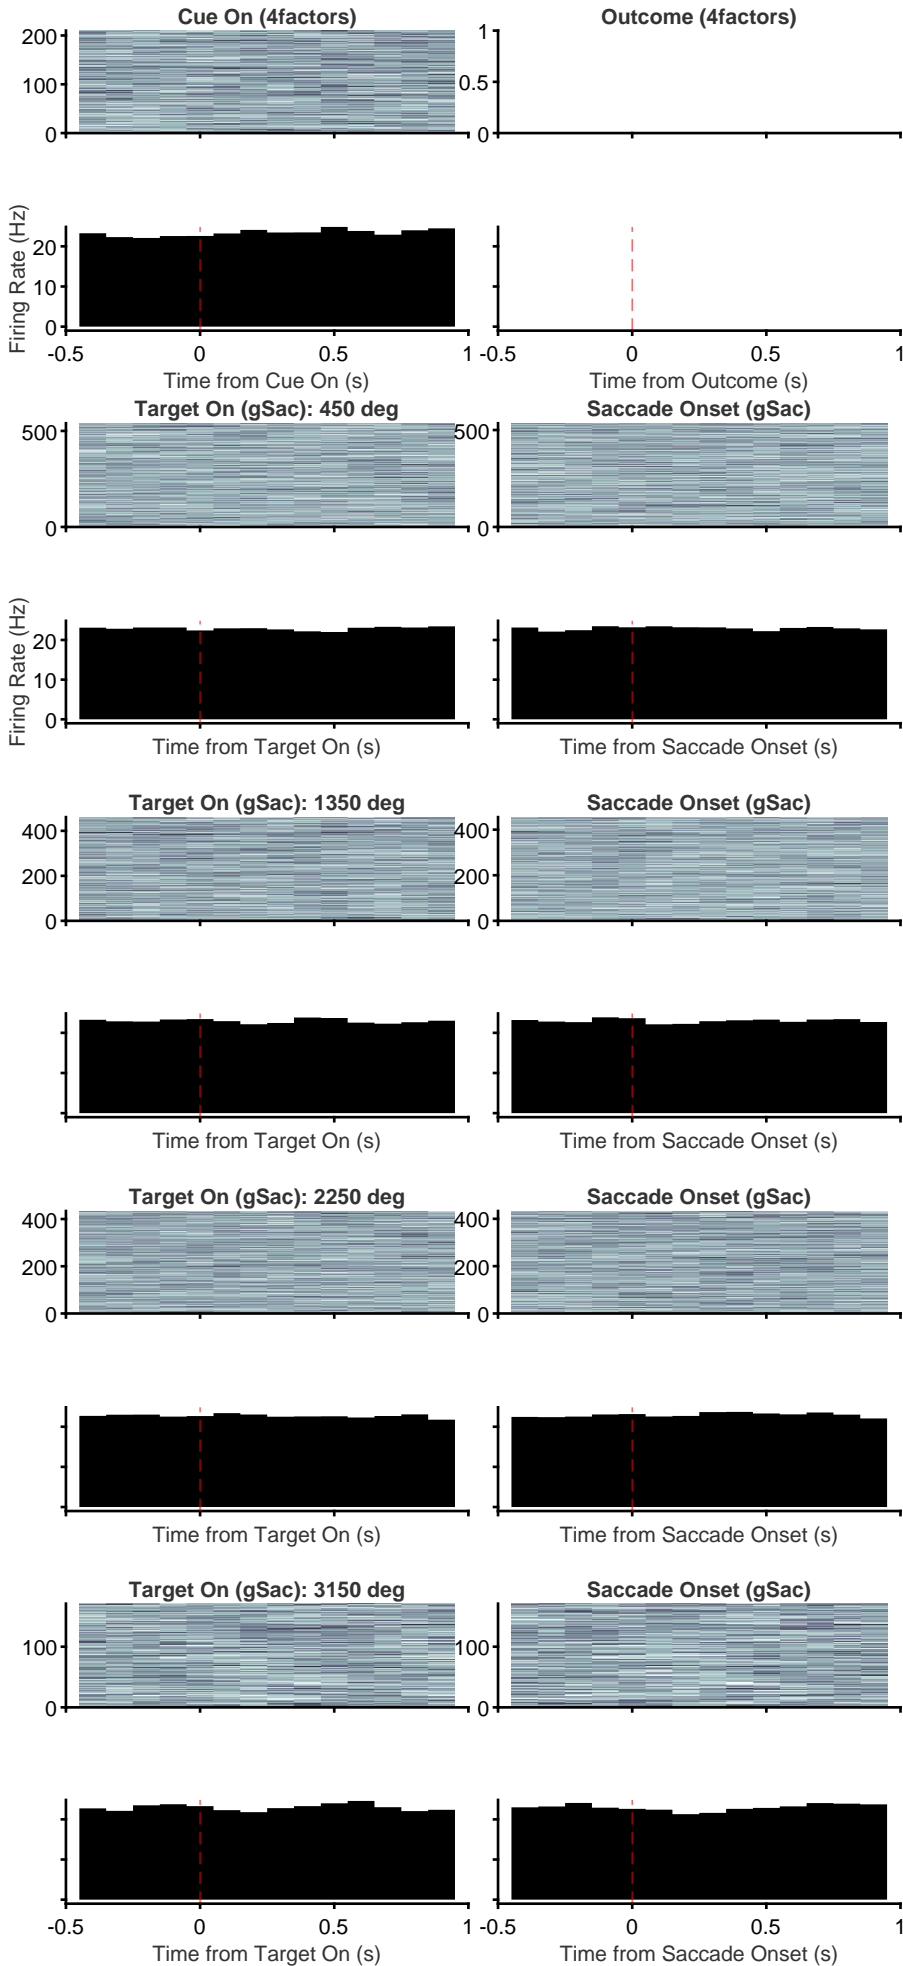 Cue On (4factors) Outcome (4factors)
200 1
100 0.5
0 0
Firing Rate (Hz)
20
10
0
-0.5 0 0.5 1 -0.5 0 0.5 1
Time from Cue On (s) Time from Outcome (s)
Target On (gSac): 450 deg Saccade Onset (gSac)
500 500
0 0
Firing Rate (Hz)
20
10
0
Time from Target On (s) Time from Saccade Onset (s)
Target On (gSac): 1350 deg Saccade Onset (gSac)
400 400
200 200
0 0
Time from Target On (s) Time from Saccade Onset (s)
Target On (gSac): 2250 deg Saccade Onset (gSac)
400 400
200 200
0 0
Time from Target On (s) Time from Saccade Onset (s)
Target On (gSac): 3150 deg Saccade Onset (gSac)
100 100
0 0
-0.5 0 0.5 1 -0.5 0 0.5 1
Time from Target On (s) Time from Saccade Onset (s)